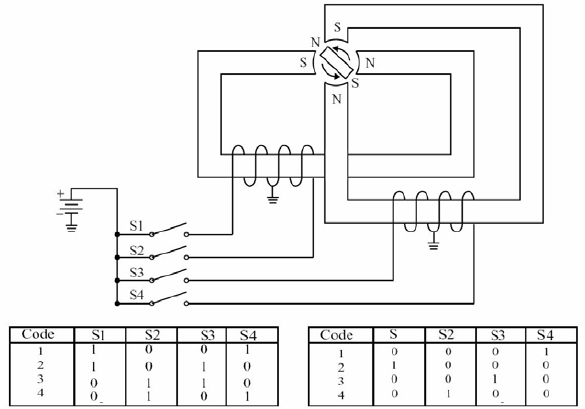 S
N
S
N
S
N
+
−
S1
S2
S3
S4
Code S1 S2 S3 S4
1 1 0 0 1
2 1 0 1 0
3 0 1 1 0
4 0 1 0 1
Code S S2 S3 S4
1 0 0 0 1
2 1 0 0 0
3 0 0 1 0
4 0 1 0 0